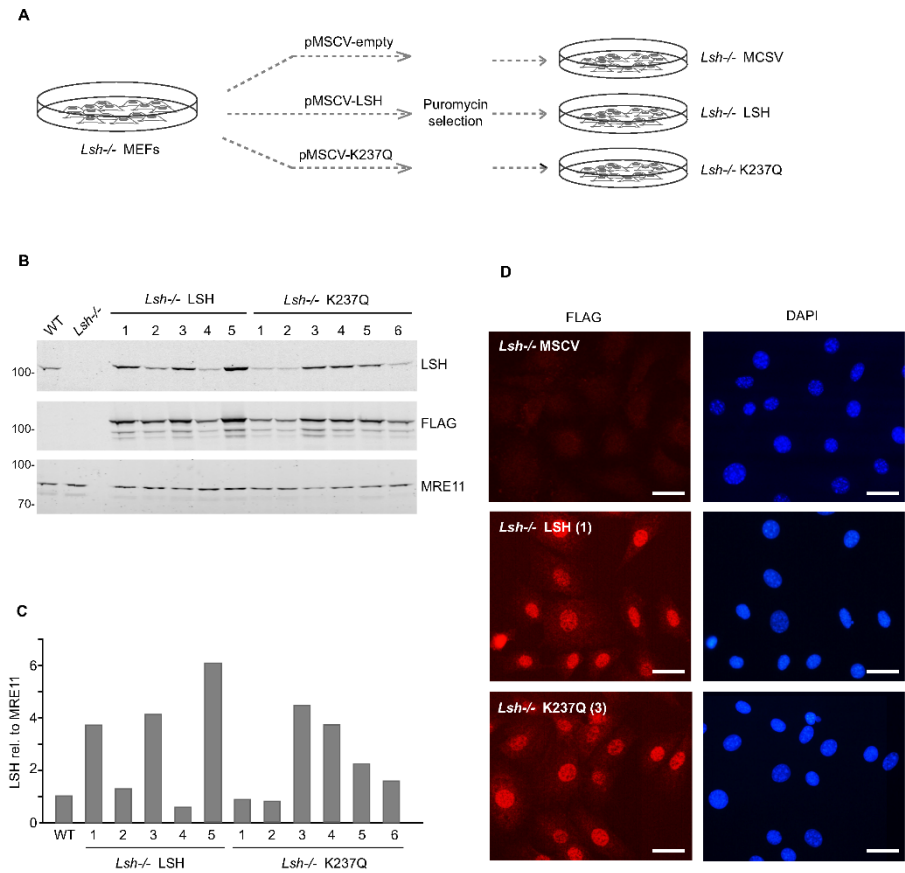 A
pMSCV-empty
Lsh-/- MCSV
pMSCV-LSH
Puromycin
selection
Lsh-/- LSH
Lsh-/- MEFs
pMSCV-K237Q
Lsh-/- K237Q
B
WT
Lsh-/-
Lsh-/- LSH
Lsh-/- K237Q
1 2 3 4 5 1 2 3 4 5 6
100-
LSH
100-
FLAG
100-
70-
MRE11
C
LSH rel. to MRE11
6
4
2
0
WT 1 2 3 4 5 1 2 3 4 5 6
Lsh-/- LSH
Lsh-/- K237Q
D
FLAG
DAPI
Lsh-/- MSCV
Lsh-/- LSH (1)
Lsh-/- K237Q (3)